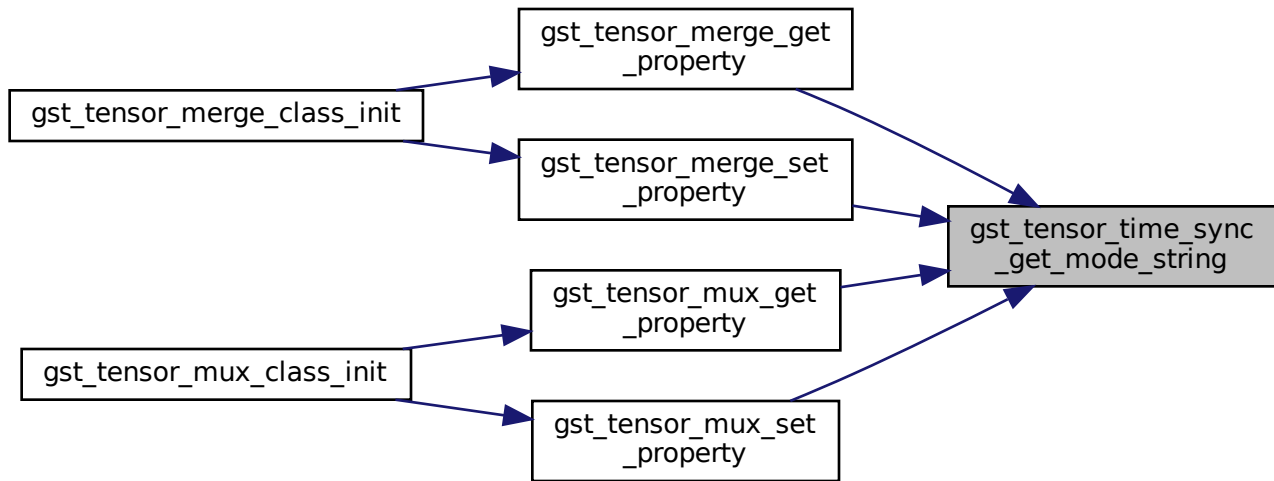 gst_tensor_merge_get
_property
gst_tensor_merge_class_init
gst_tensor_merge_set
_property
gst_tensor_time_sync
_get_mode_string
gst_tensor_mux_get
_property
gst_tensor_mux_class_init
gst_tensor_mux_set
_property